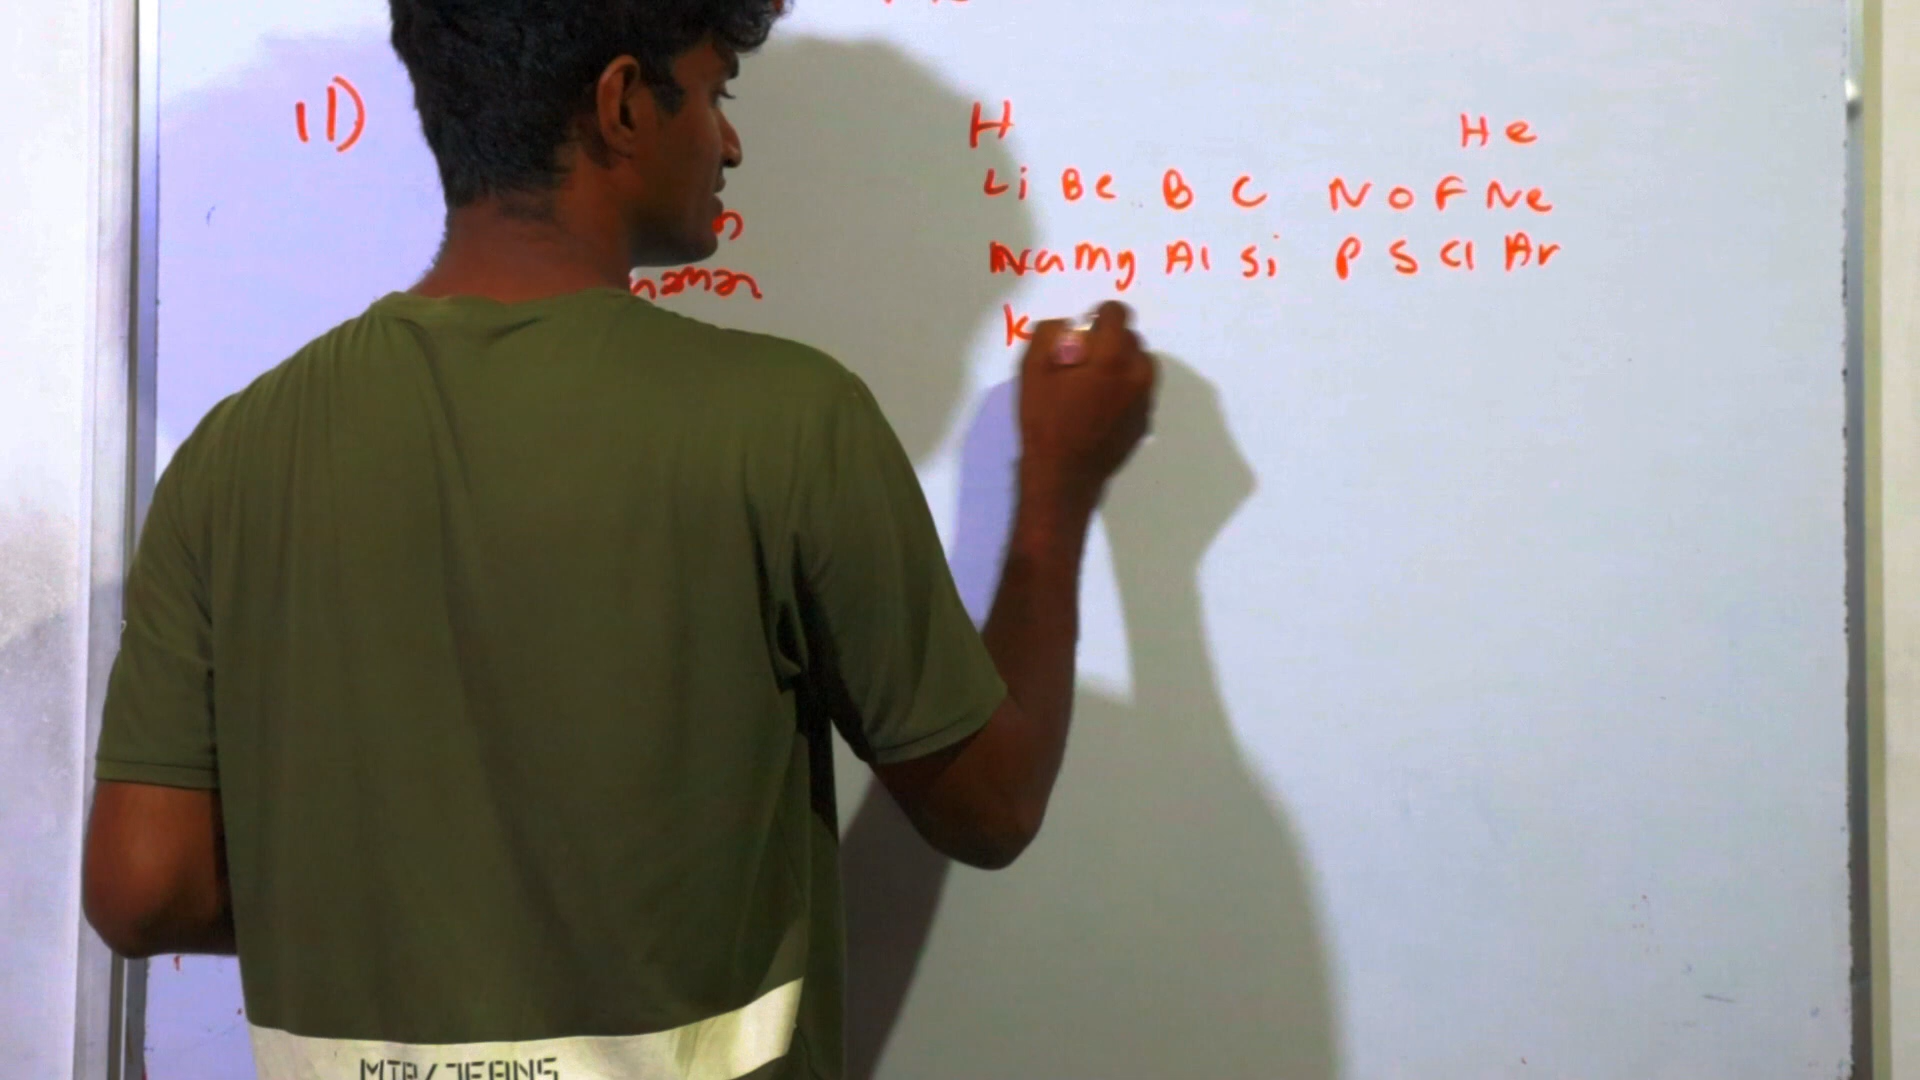 11)
H He
Li Be B C N O F Ne
Na Mg Al Si P S Cl Ar
K
MTR/JEANS